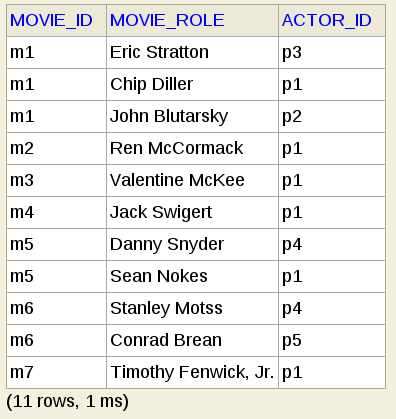 MOVIE_ID MOVIE_ROLE ACTOR_ID
m1 Eric Stratton p3
m1 Chip Diller p1
m1 John Blutarsky p2
m2 Ren McCormack p1
m3 Valentine McKee p1
m4 Jack Swigert p1
m5 Danny Snyder p4
m5 Sean Nokes p1
m6 Stanley Motss p4
m6 Conrad Brean p5
m7 Timothy Fenwick, Jr. p1
(11 rows, 1 ms)